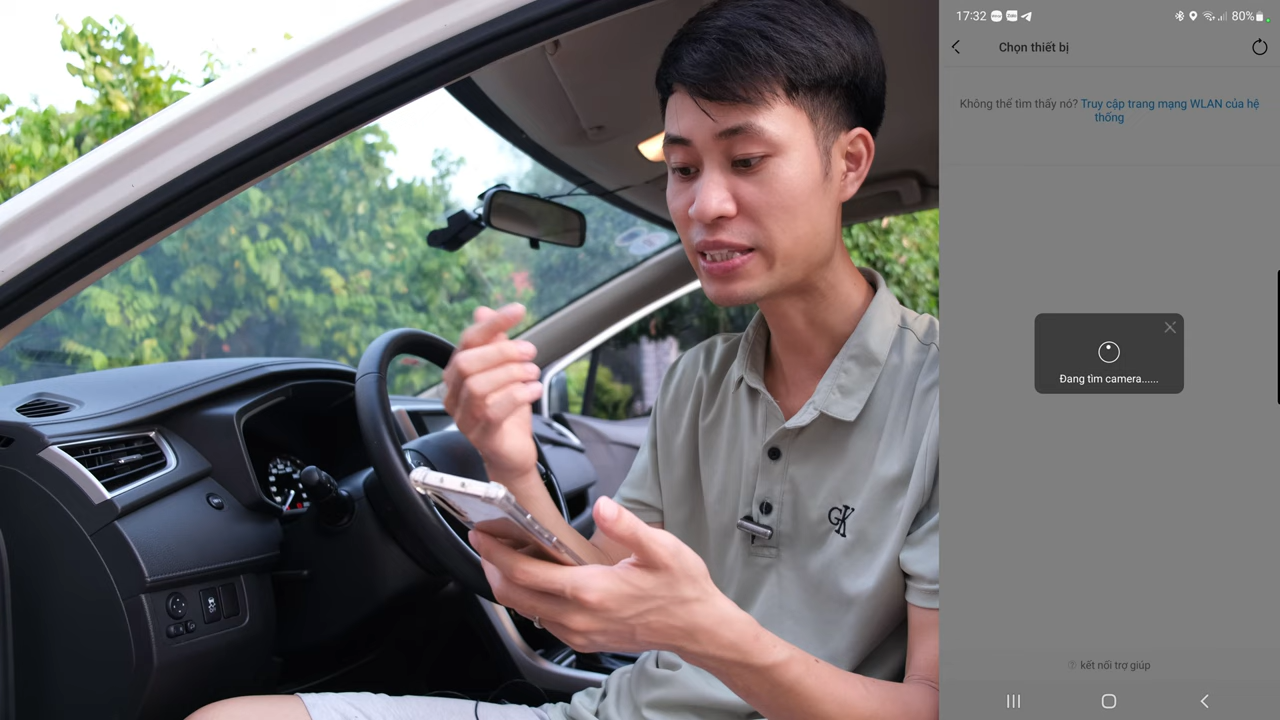 17:32
80%
Chọn thiết bị
Không thể tìm thấy nó? Truy cập trang mạng WLAN của hệ
thống
Đang tìm camera......
kết nối trợ giúp
GK